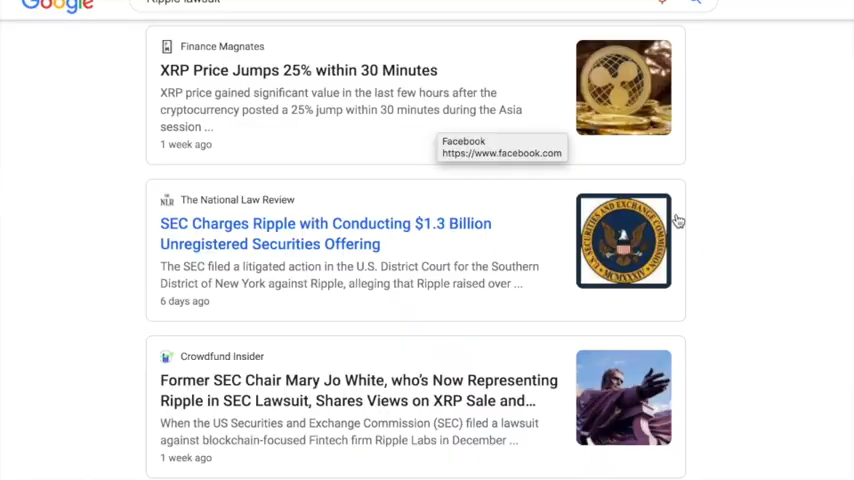 Google
Ripple lawsuit
Finance Magnates
XRP Price Jumps 25% within 30 Minutes
XRP price gained significant value in the last few hours after the
cryptocurrency posted a 25% jump within 30 minutes during the Asia
session ...
1 week ago
Facebook
https://www.facebook.com
The National Law Review
SEC Charges Ripple with Conducting $1.3 Billion
Unregistered Securities Offering
The SEC filed a litigated action in the U.S. District Court for the Southern
District of New York against Ripple, alleging that Ripple raised over ...
6 days ago
NLR
U.S. SECURITIES AND EXCHANGE COMMISSION
MCMXXXIV
Crowdfund Insider
Former SEC Chair Mary Jo White, who's Now Representing
Ripple in SEC Lawsuit, Shares Views on XRP Sale and...
When the US Securities and Exchange Commission (SEC) filed a lawsuit
against blockchain-focused Fintech firm Ripple Labs in December ...
1 week ago